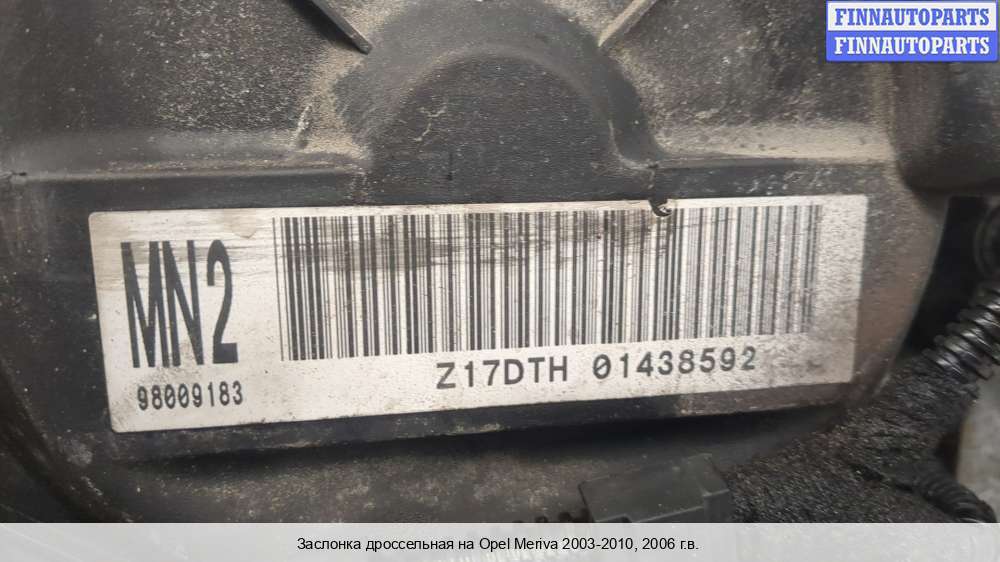 FINNAUTOPARTS
FINNAUTOPARTS
MN2
98009183
Z17DTH 01438592
Заслонка дроссельная на Opel Meriva 2003-2010, 2006 г.в.